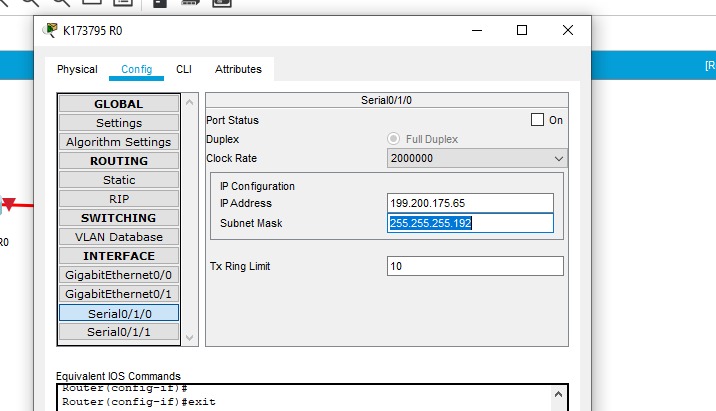 K173795 R0
[R
Physical Config CLI Attributes
GLOBAL
Settings
Algorithm Settings
ROUTING
Static
RIP
SWITCHING
VLAN Database
INTERFACE
GigabitEthernet0/0
GigabitEthernet0/1
Serial0/1/0
Serial0/1/1
Serial0/1/0
Port Status On
Duplex Full Duplex
Clock Rate 2000000
IP Configuration
IP Address 199.200.175.65
Subnet Mask 255.255.255.192
Tx Ring Limit 10
R0
Equivalent IOS Commands
Router(config-if)#
Router(config-if)#exit